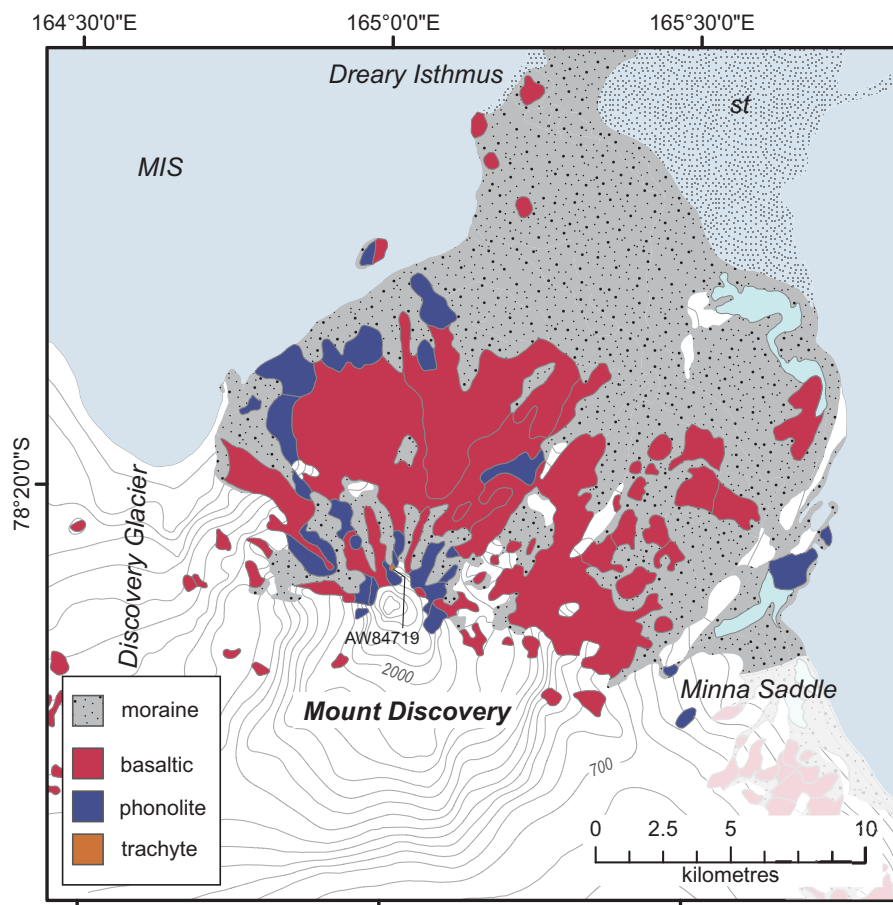 164°30'0"E
165°0'0"E
165°30'0"E
Dreary Isthmus
st
MIS
78°20'0"S
Discovery Glacier
AW84719
2000
Mount Discovery
Minna Saddle
700
moraine
basaltic
phonolite
trachyte
0 2.5 5 10
kilometres